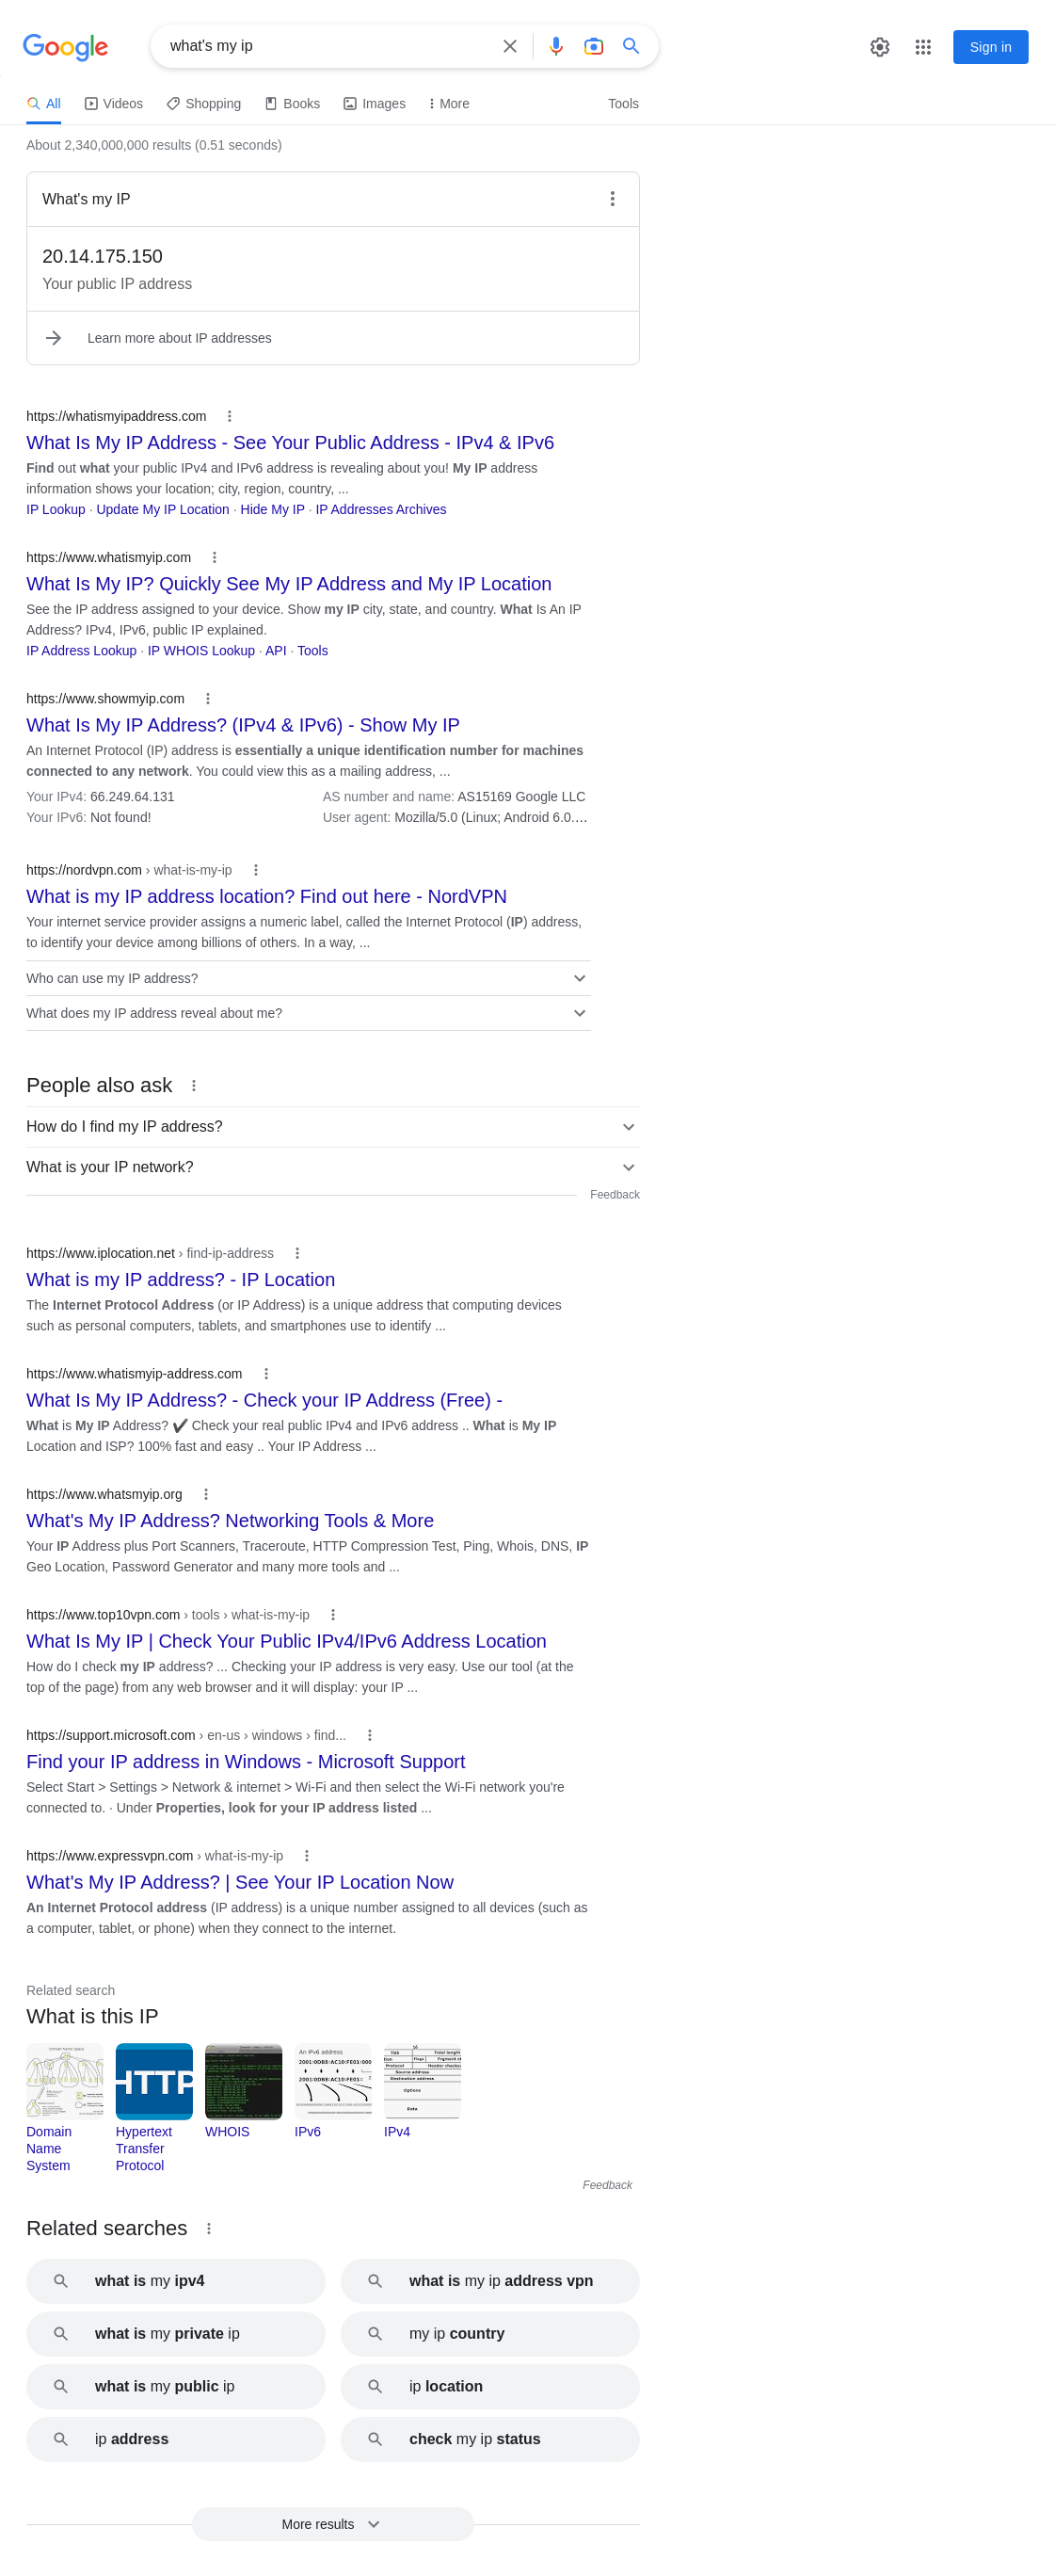 Google
what's my ip
Sign in
All
Videos
Shopping
Books
Images
More
Tools
About 2,340,000,000 results (0.51 seconds)
What's my IP
20.14.175.150
Your public IP address
Learn more about IP addresses
https://whatismyipaddress.com
What Is My IP Address - See Your Public Address - IPv4 & IPv6
Find out what your public IPv4 and IPv6 address is revealing about you! My IP address
information shows your location; city, region, country, ...
IP Lookup · Update My IP Location · Hide My IP · IP Addresses Archives
https://www.whatismyip.com
What Is My IP? Quickly See My IP Address and My IP Location
See the IP address assigned to your device. Show my IP city, state, and country. What Is An IP
Address? IPv4, IPv6, public IP explained.
IP Address Lookup · IP WHOIS Lookup · API · Tools
https://www.showmyip.com
What Is My IP Address? (IPv4 & IPv6) - Show My IP
An Internet Protocol (IP) address is essentially a unique identification number for machines
connected to any network. You could view this as a mailing address, ...
Your IPv4: 66.249.64.131
AS number and name: AS15169 Google LLC
Your IPv6: Not found!
User agent: Mozilla/5.0 (Linux; Android 6.0....
https://nordvpn.com › what-is-my-ip
What is my IP address location? Find out here - NordVPN
Your internet service provider assigns a numeric label, called the Internet Protocol (IP) address,
to identify your device among billions of others. In a way, ...
Who can use my IP address?
What does my IP address reveal about me?
People also ask
How do I find my IP address?
What is your IP network?
Feedback
https://www.iplocation.net › find-ip-address
What is my IP address? - IP Location
The Internet Protocol Address (or IP Address) is a unique address that computing devices
such as personal computers, tablets, and smartphones use to identify ...
https://www.whatismyip-address.com
What Is My IP Address? - Check your IP Address (Free) -
What is My IP Address? ✔️ Check your real public IPv4 and IPv6 address .. What is My IP
Location and ISP? 100% fast and easy .. Your IP Address ...
https://www.whatsmyip.org
What's My IP Address? Networking Tools & More
Your IP Address plus Port Scanners, Traceroute, HTTP Compression Test, Ping, Whois, DNS, IP
Geo Location, Password Generator and many more tools and ...
https://www.top10vpn.com › tools › what-is-my-ip
What Is My IP | Check Your Public IPv4/IPv6 Address Location
How do I check my IP address? ... Checking your IP address is very easy. Use our tool (at the
top of the page) from any web browser and it will display: your IP ...
https://support.microsoft.com › en-us › windows › find...
Find your IP address in Windows - Microsoft Support
Select Start > Settings > Network & internet > Wi-Fi and then select the Wi-Fi network you're
connected to. · Under Properties, look for your IP address listed ...
https://www.expressvpn.com › what-is-my-ip
What's My IP Address? | See Your IP Location Now
An Internet Protocol address (IP address) is a unique number assigned to all devices (such as
a computer, tablet, or phone) when they connect to the internet.
Related search
What is this IP
Domain Name Space
HTTP
An IPv6 address
2001:0DB8:AC10:FE01:000
2001:0DB8:AC10:FE01:
TOS
Total length
Flags
Protocol
Source address
Destination address
Options
Data
Domain
Name
System
Hypertext
Transfer
Protocol
WHOIS
IPv6
IPv4
Feedback
Related searches
what is my ipv4
what is my ip address vpn
what is my private ip
my ip country
what is my public ip
ip location
ip address
check my ip status
More results